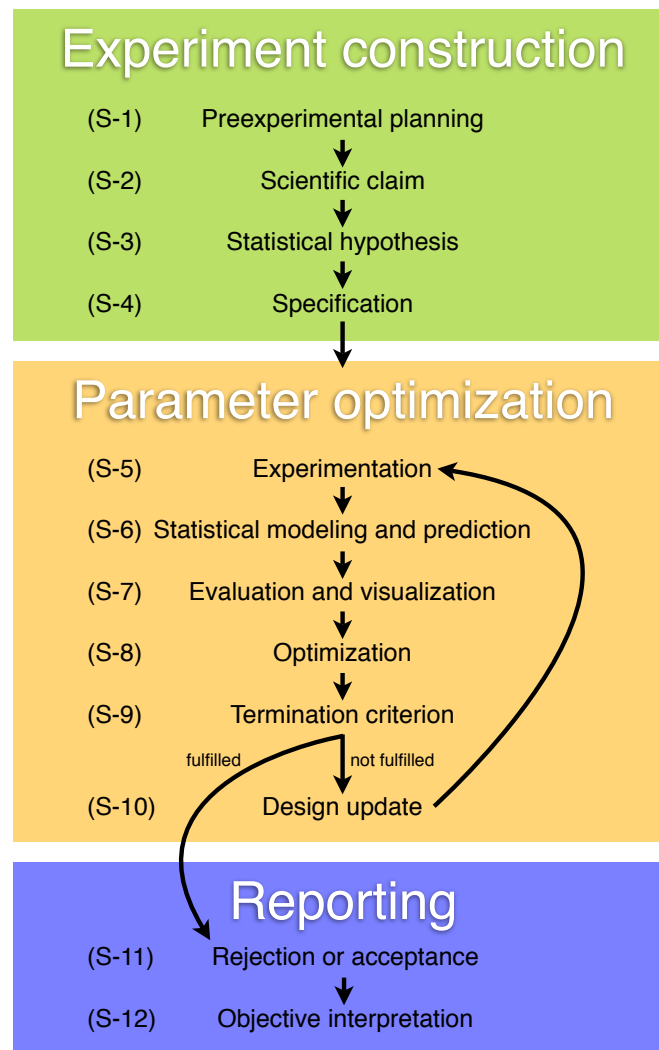 Experiment construction
(S-1) Preexperimental planning
(S-2) Scientific claim
(S-3) Statistical hypothesis
(S-4) Specification
Parameter optimization
(S-5) Experimentation
(S-6) Statistical modeling and prediction
(S-7) Evaluation and visualization
(S-8) Optimization
(S-9) Termination criterion
fulfilled not fulfilled
(S-10) Design update
Reporting
(S-11) Rejection or acceptance
(S-12) Objective interpretation